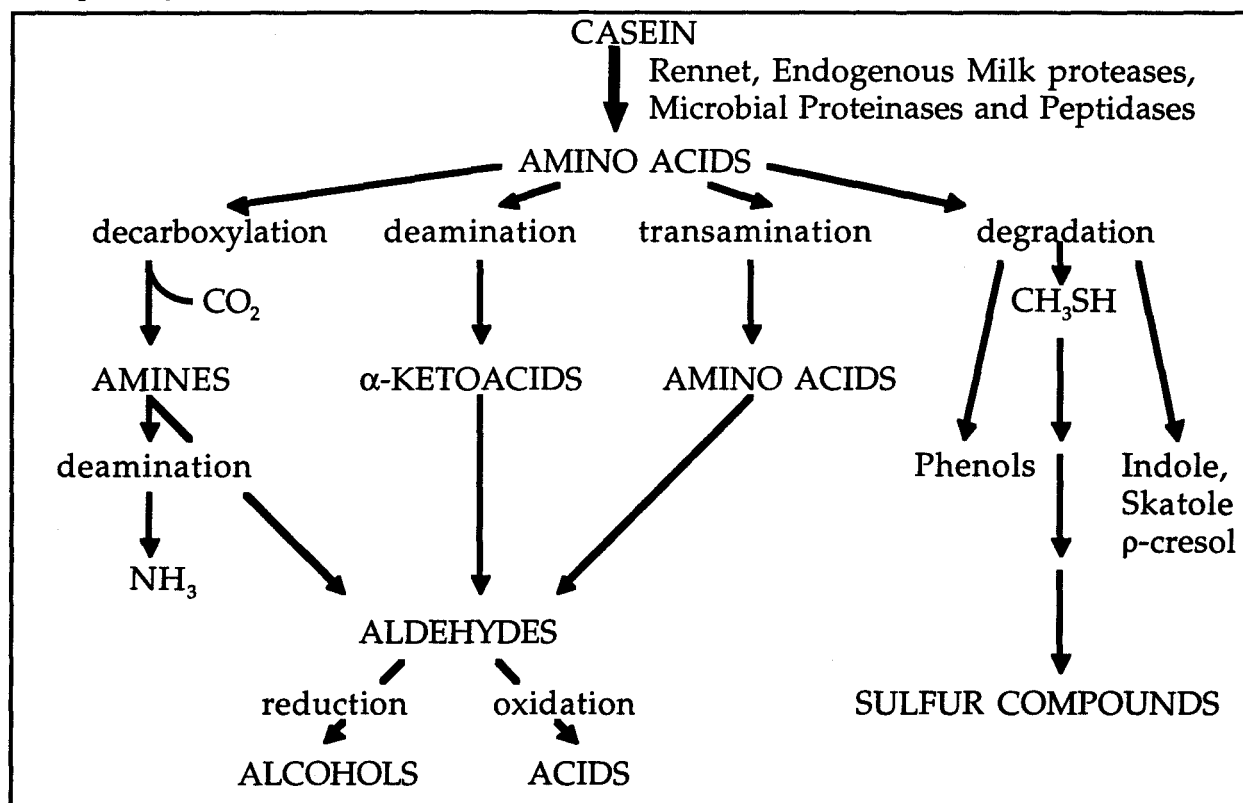 CASEIN
Rennet, Endogenous Milk proteases,
Microbial Proteinases and Peptidases
AMINO ACIDS
decarboxylation deamination transamination degradation
CO₂ CH₃SH
AMINES α-KETOACIDS AMINO ACIDS
deamination Phenols Indole,
Skatole
ρ-cresol
NH₃
ALDEHYDES
reduction oxidation SULFUR COMPOUNDS
ALCOHOLS ACIDS